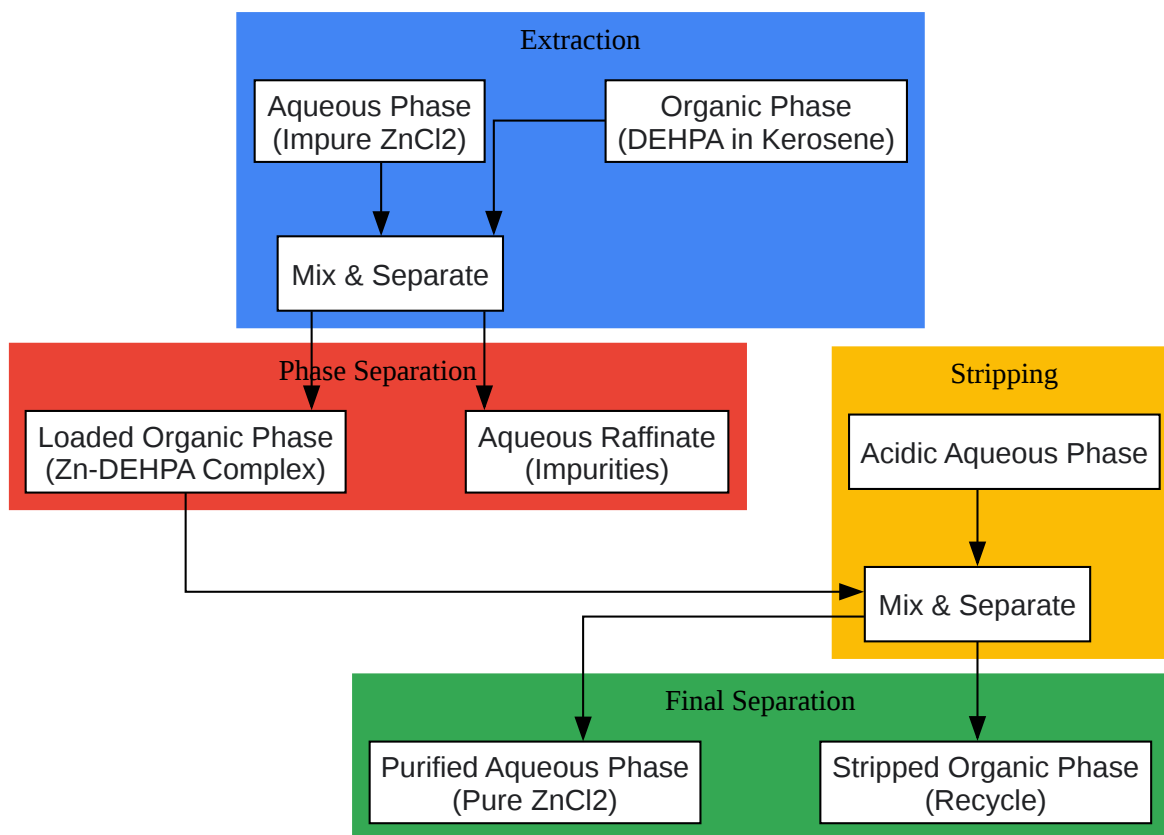 Extraction
Aqueous Phase
(Impure ZnCl2)
Organic Phase
(DEHPA in Kerosene)
Mix & Separate
Phase Separation
Loaded Organic Phase
(Zn-DEHPA Complex)
Aqueous Raffinate
(Impurities)
Stripping
Acidic Aqueous Phase
Mix & Separate
Final Separation
Purified Aqueous Phase
(Pure ZnCl2)
Stripped Organic Phase
(Recycle)